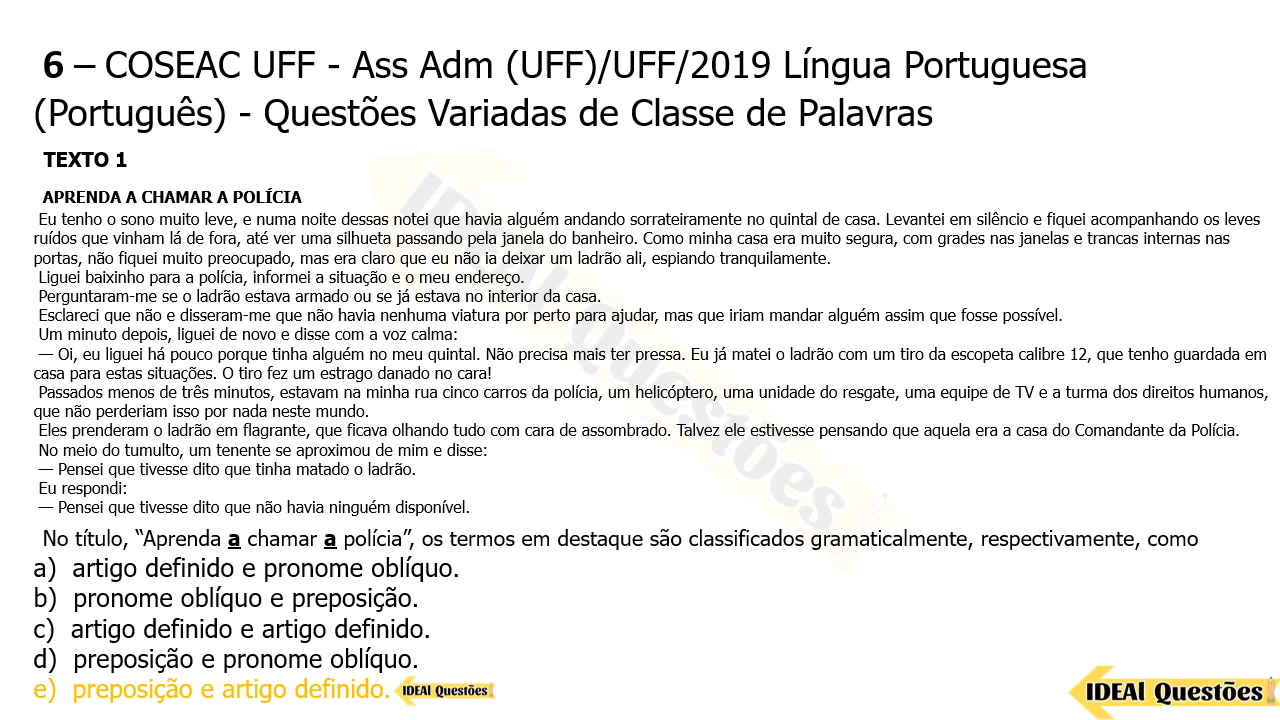 6 – COSEAC UFF - Ass Adm (UFF)/UFF/2019 Língua Portuguesa
(Português) - Questões Variadas de Classe de Palavras
TEXTO 1
APRENDA A CHAMAR A POLÍCIA
Eu tenho o sono muito leve, e numa noite dessas notei que havia alguém andando sorrateiramente no quintal de casa. Levantei em silêncio e fiquei acompanhando os leves
ruídos que vinham lá de fora, até ver uma silhueta passando pela janela do banheiro. Como minha casa era muito segura, com grades nas janelas e trancas internas nas
portas, não fiquei muito preocupado, mas era claro que eu não ia deixar um ladrão ali, espiando tranquilamente.
Liguei baixinho para a polícia, informei a situação e o meu endereço.
Perguntaram-me se o ladrão estava armado ou se já estava no interior da casa.
Esclareci que não e disseram-me que não havia nenhuma viatura por perto para ajudar, mas que iriam mandar alguém assim que fosse possível.
Um minuto depois, liguei de novo e disse com a voz calma:
— Oi, eu liguei há pouco porque tinha alguém no meu quintal. Não precisa mais ter pressa. Eu já matei o ladrão com um tiro da escopeta calibre 12, que tenho guardada em
casa para estas situações. O tiro fez um estrago danado no cara!
Passados menos de três minutos, estavam na minha rua cinco carros da polícia, um helicóptero, uma unidade do resgate, uma equipe de TV e a turma dos direitos humanos,
que não perderiam isso por nada neste mundo.
Eles prenderam o ladrão em flagrante, que ficava olhando tudo com cara de assombrado. Talvez ele estivesse pensando que aquela era a casa do Comandante da Polícia.
No meio do tumulto, um tenente se aproximou de mim e disse:
— Pensei que tivesse dito que tinha matado o ladrão.
Eu respondi:
— Pensei que tivesse dito que não havia ninguém disponível.
No título, “Aprenda a chamar a polícia”, os termos em destaque são classificados gramaticalmente, respectivamente, como
a) artigo definido e pronome oblíquo.
b) pronome oblíquo e preposição.
c) artigo definido e artigo definido.
d) preposição e pronome oblíquo.
e) preposição e artigo definido.
IDEAl Questões
IDEAl Questões
IDEAl Questões